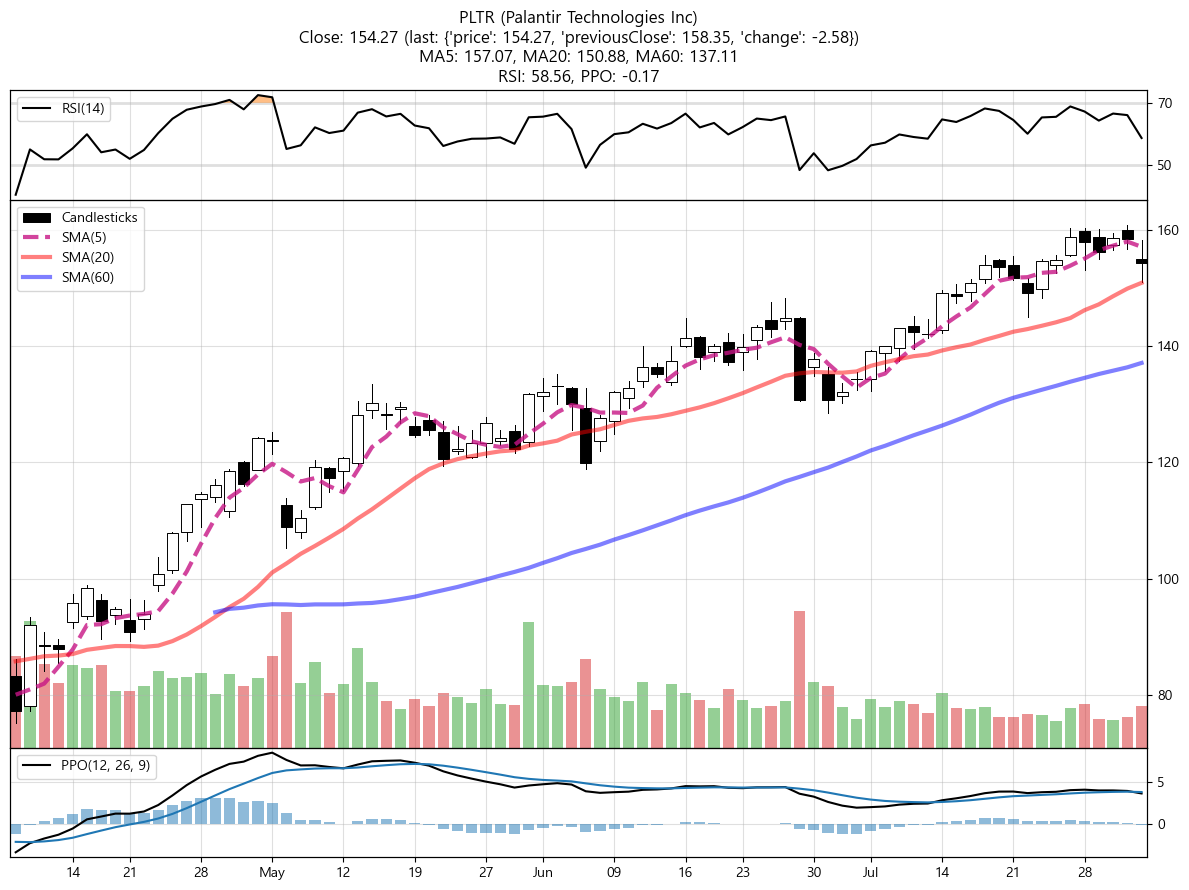 PLTR (Palantir Technologies Inc)
Close: 154.27 (last: {'price': 154.27, 'previousClose': 158.35, 'change': -2.58})
MA5: 157.07, MA20: 150.88, MA60: 137.11
RSI: 58.56, PPO: -0.17
RSI(14)
70
50
Candlesticks
SMA(5)
SMA(20)
SMA(60)
160
140
120
100
80
PPO(12, 26, 9)
5
0
14 21 28 May 12 19 27 Jun 09 16 23 30 Jul 14 21 28